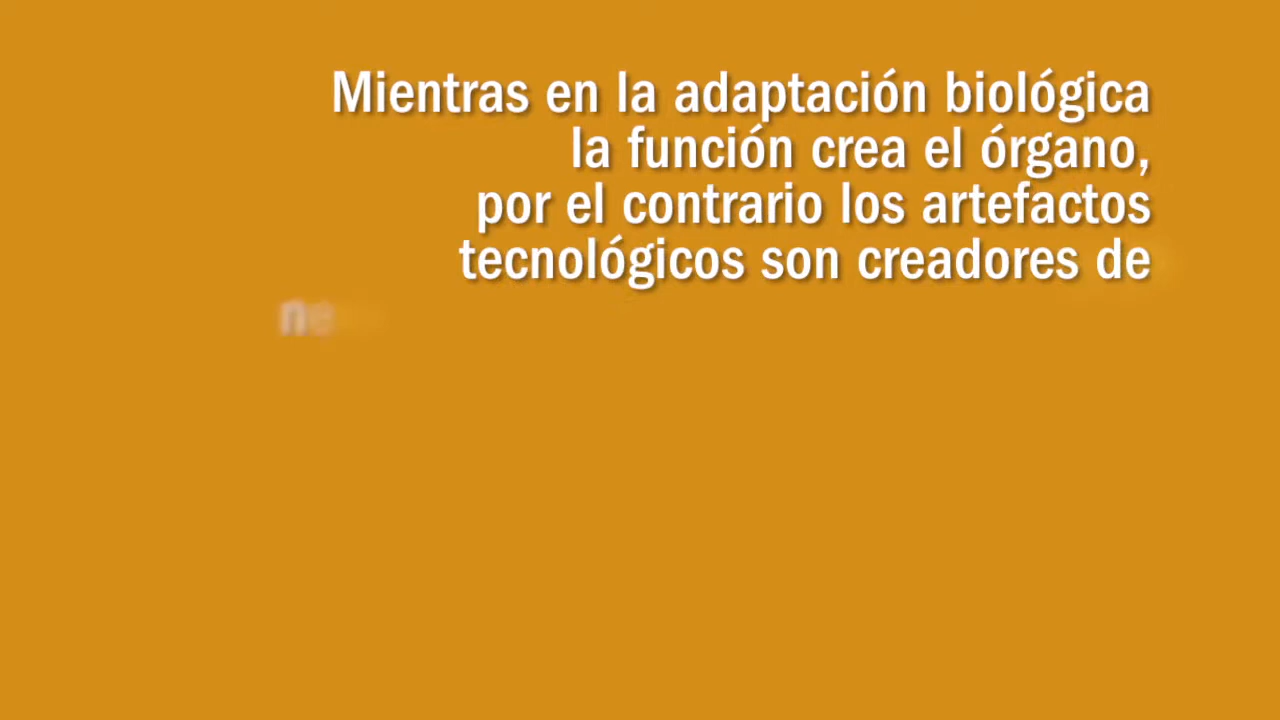 Mientras en la adaptación biológica
la función crea el órgano,
por el contrario los artefactos
tecnológicos son creadores de